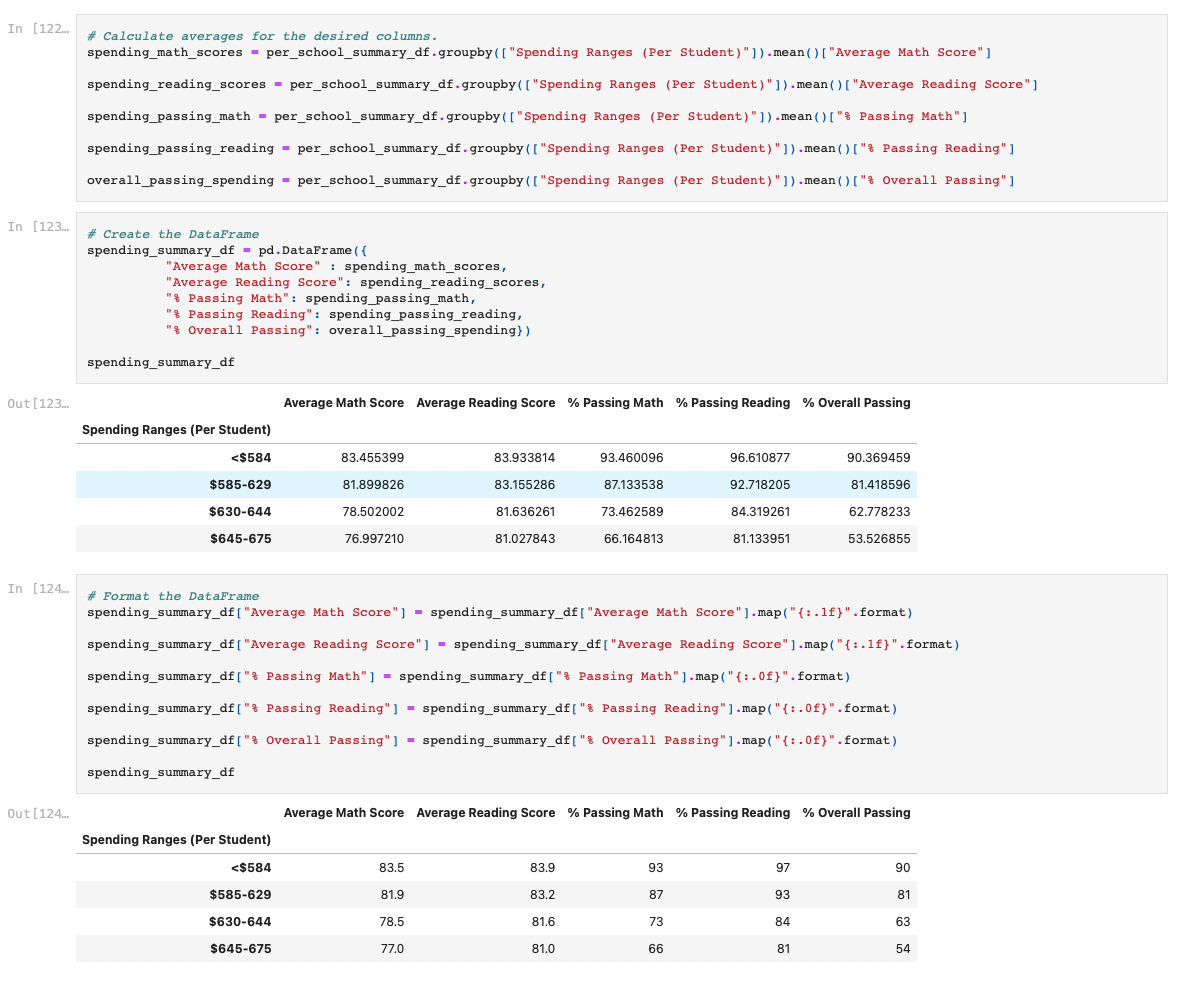 In [122…
# Calculate averages for the desired columns.
spending_math_scores = per_school_summary_df.groupby(["Spending Ranges (Per Student)"]).mean()["Average Math Score"]
spending_reading_scores = per_school_summary_df.groupby(["Spending Ranges (Per Student)"]).mean()["Average Reading Score"]
spending_passing_math = per_school_summary_df.groupby(["Spending Ranges (Per Student)"]).mean()["% Passing Math"]
spending_passing_reading = per_school_summary_df.groupby(["Spending Ranges (Per Student)"]).mean()["% Passing Reading"]
overall_passing_spending = per_school_summary_df.groupby(["Spending Ranges (Per Student)"]).mean()["% Overall Passing"]
In [123…
# Create the DataFrame
spending_summary_df = pd.DataFrame({
"Average Math Score" : spending_math_scores,
"Average Reading Score": spending_reading_scores,
"% Passing Math": spending_passing_math,
"% Passing Reading": spending_passing_reading,
"% Overall Passing": overall_passing_spending})
spending_summary_df
Out[123…
Average Math Score Average Reading Score % Passing Math % Passing Reading % Overall Passing
Spending Ranges (Per Student)
<$584 83.455399 83.933814 93.460096 96.610877 90.369459
$585-629 81.899826 83.155286 87.133538 92.718205 81.418596
$630-644 78.502002 81.636261 73.462589 84.319261 62.778233
$645-675 76.997210 81.027843 66.164813 81.133951 53.526855
In [124…
# Format the DataFrame
spending_summary_df["Average Math Score"] = spending_summary_df["Average Math Score"].map("{:.1f}".format)
spending_summary_df["Average Reading Score"] = spending_summary_df["Average Reading Score"].map("{:.1f}".format)
spending_summary_df["% Passing Math"] = spending_summary_df["% Passing Math"].map("{:.0f}".format)
spending_summary_df["% Passing Reading"] = spending_summary_df["% Passing Reading"].map("{:.0f}".format)
spending_summary_df["% Overall Passing"] = spending_summary_df["% Overall Passing"].map("{:.0f}".format)
spending_summary_df
Out[124…
Average Math Score Average Reading Score % Passing Math % Passing Reading % Overall Passing
Spending Ranges (Per Student)
<$584 83.5 83.9 93 97 90
$585-629 81.9 83.2 87 93 81
$630-644 78.5 81.6 73 84 63
$645-675 77.0 81.0 66 81 54